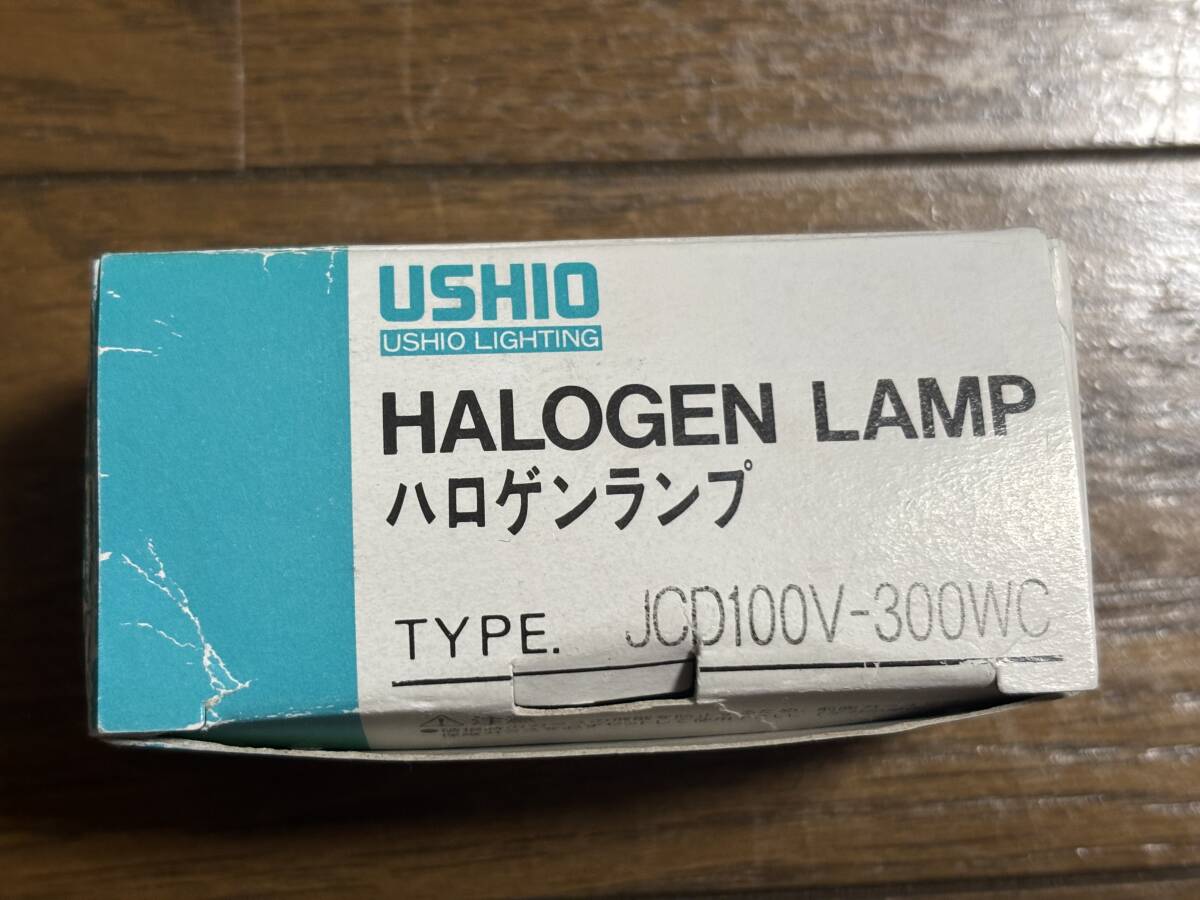 USHIO
USHIO LIGHTING
HALOGEN LAMP
ハロゲンランプ
TYPE. JCD100V-300WC